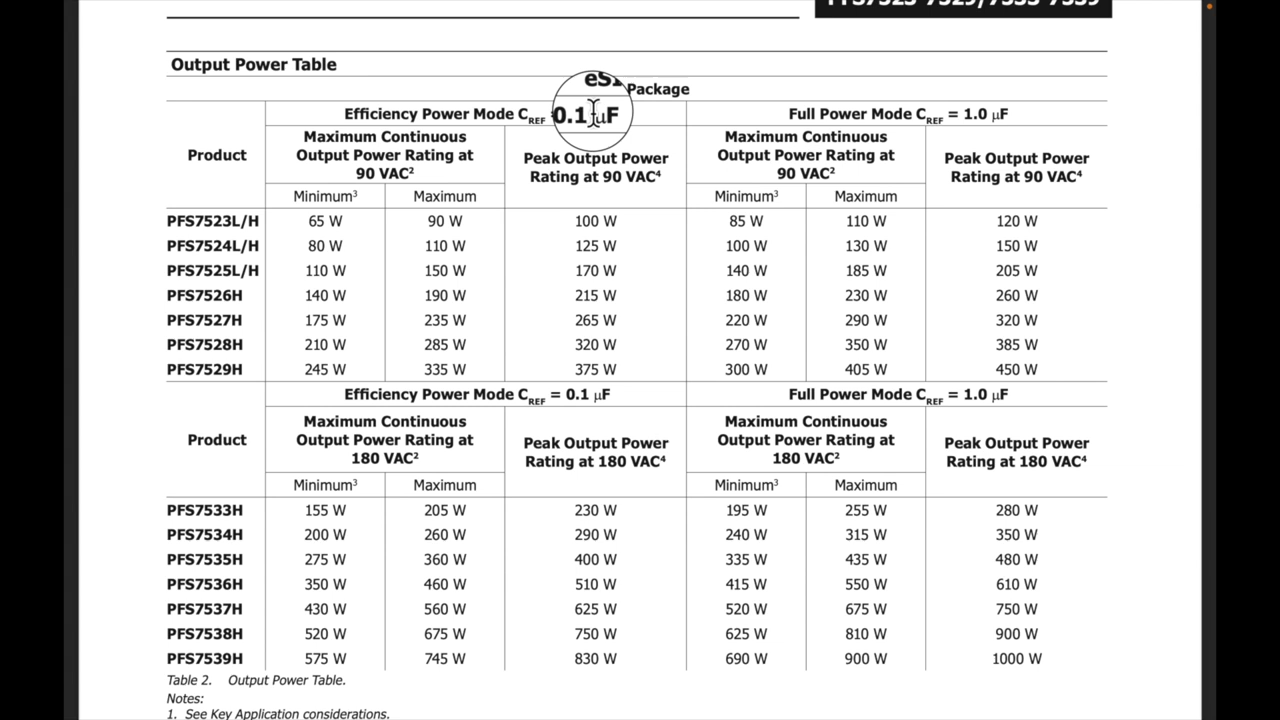 PFS7523-7529/7533-7539
Output Power Table
Package
Efficiency Power Mode CREF 0.1 µF Full Power Mode CREF = 1.0 µF
Product
Maximum Continuous Output Power Rating at 90 VAC2
Peak Output Power Rating at 90 VAC4
Maximum Continuous Output Power Rating at 90 VAC2
Peak Output Power Rating at 90 VAC4
Minimum3 Maximum Minimum3 Maximum
PFS7523L/H 65 W 90 W 100 W 85 W 110 W 120 W
PFS7524L/H 80 W 110 W 125 W 100 W 130 W 150 W
PFS7525L/H 110 W 150 W 170 W 140 W 185 W 205 W
PFS7526H 140 W 190 W 215 W 180 W 230 W 260 W
PFS7527H 175 W 235 W 265 W 220 W 290 W 320 W
PFS7528H 210 W 285 W 320 W 270 W 350 W 385 W
PFS7529H 245 W 335 W 375 W 300 W 405 W 450 W
Efficiency Power Mode CREF = 0.1 µF Full Power Mode CREF = 1.0 µF
Product
Maximum Continuous Output Power Rating at 180 VAC2
Peak Output Power Rating at 180 VAC4
Maximum Continuous Output Power Rating at 180 VAC2
Peak Output Power Rating at 180 VAC4
Minimum3 Maximum Minimum3 Maximum
PFS7533H 155 W 205 W 230 W 195 W 255 W 280 W
PFS7534H 200 W 260 W 290 W 240 W 315 W 350 W
PFS7535H 275 W 360 W 400 W 335 W 435 W 480 W
PFS7536H 350 W 460 W 510 W 415 W 550 W 610 W
PFS7537H 430 W 560 W 625 W 520 W 675 W 750 W
PFS7538H 520 W 675 W 750 W 625 W 810 W 900 W
PFS7539H 575 W 745 W 830 W 690 W 900 W 1000 W
Table 2. Output Power Table.
Notes:
1. See Key Application considerations.